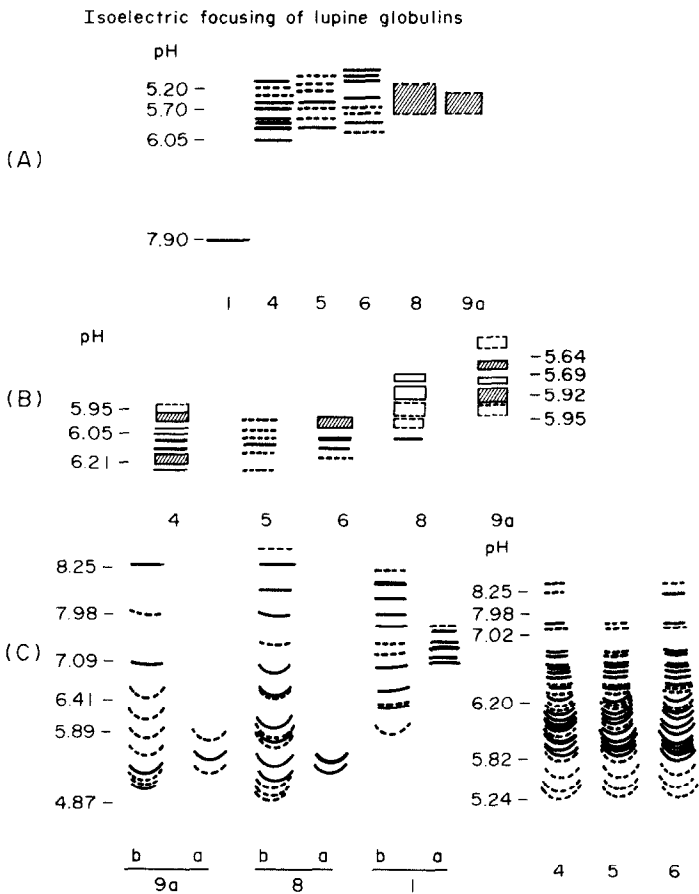 Isoelectric focusing of lupine globulins
pH
5.20
5.70
6.05
(A)
7.90
1 4 5 6 8 9a
pH
5.64
5.69
(B)
5.95
5.92
6.05
5.95
6.21
4 5 6 8 9a
pH
8.25
8.25
7.98
7.98
7.02
(C)
7.09
6.41
6.20
5.89
5.82
5.24
4.87
b a b a b a
9a 8 1
4 5 6